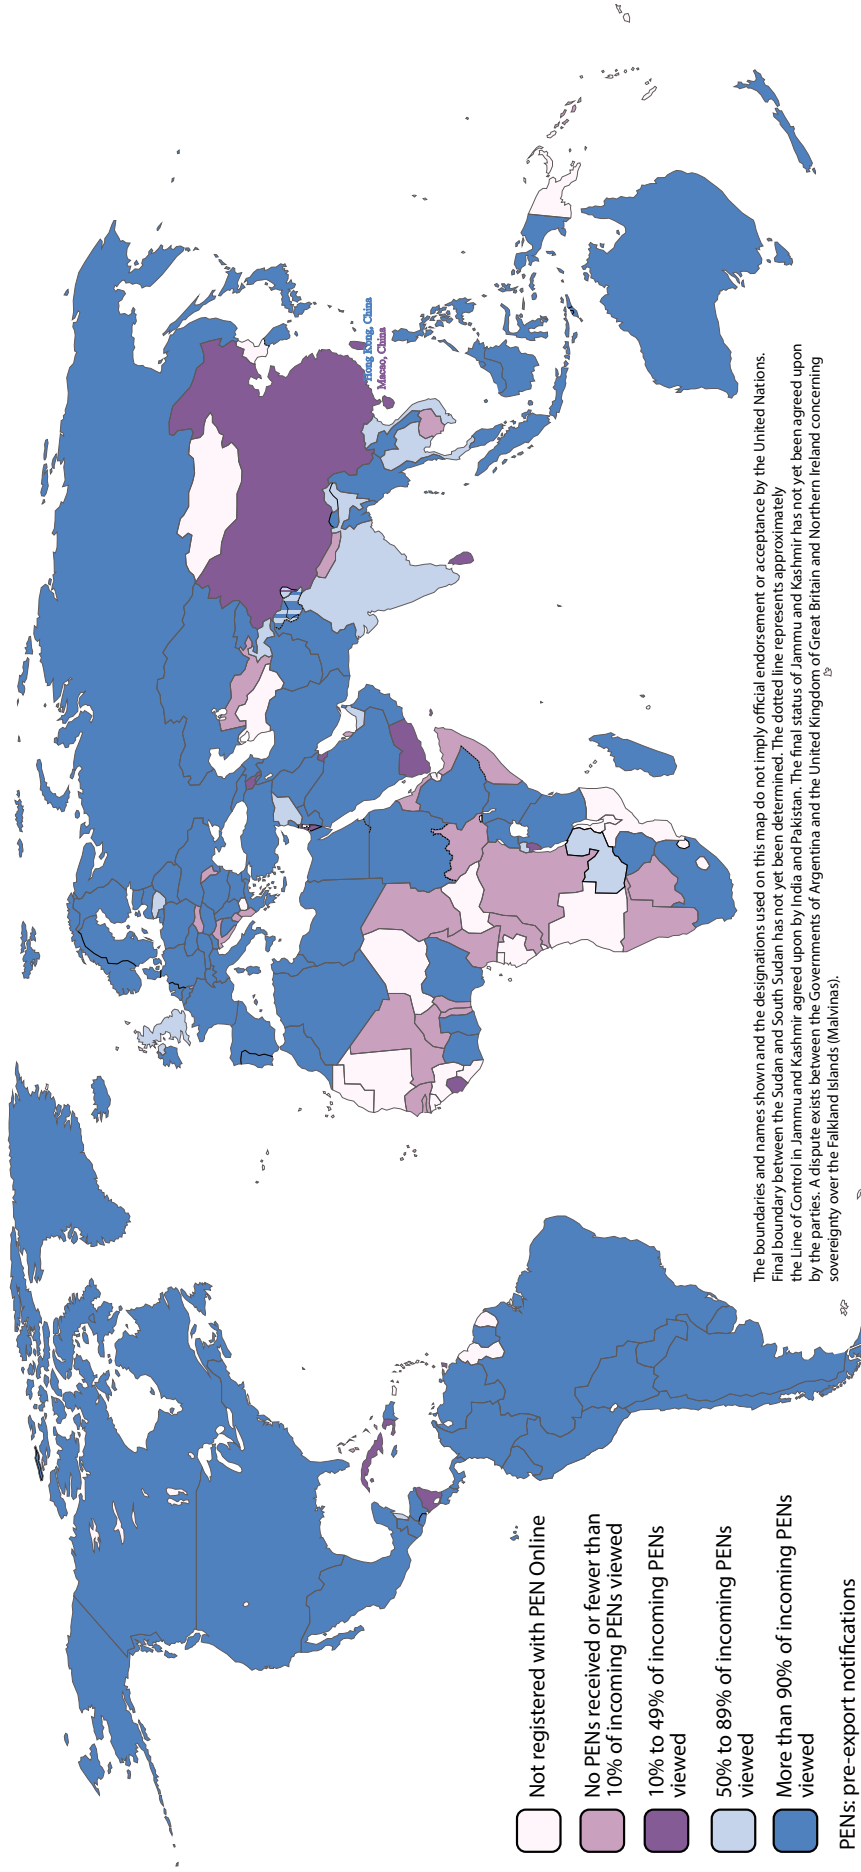 Hong Kong, China
Macao, China
Not registered with PEN Online
No PENs received or fewer than
10% of incoming PENs viewed
10% to 49% of incoming PENs
viewed
50% to 89% of incoming PENs
viewed
More than 90% of incoming PENs
viewed
PENs: pre-export notifications
The boundaries and names shown and the designations used on this map do not imply official endorsement or acceptance by the United Nations.
Final boundary between the Sudan and South Sudan has not yet been determined. The dotted line represents approximately
the Line of Control in Jammu and Kashmir agreed upon by India and Pakistan. The final status of Jammu and Kashmir has not yet been agreed upon
by the parties. A dispute exists between the Governments of Argentina and the United Kingdom of Great Britain and Northern Ireland concerning
sovereignty over the Falkland Islands (Malvinas).